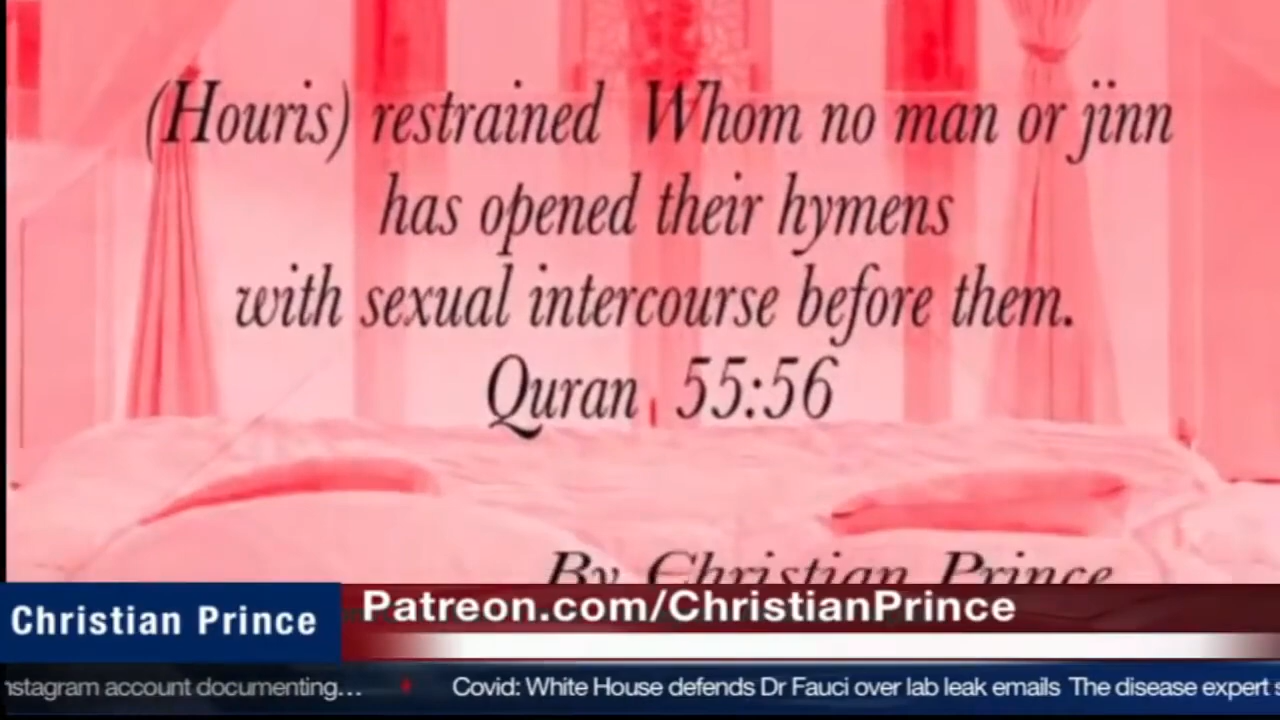 (Houris) restrained Whom no man or jinn
has opened their hymens
with sexual intercourse before them.
Quran 55:56
By Christian Prince
Christian Prince
Patreon.com/ChristianPrince
nstagram account documenting... Covid: White House defends Dr Fauci over lab leak emails The disease expert s